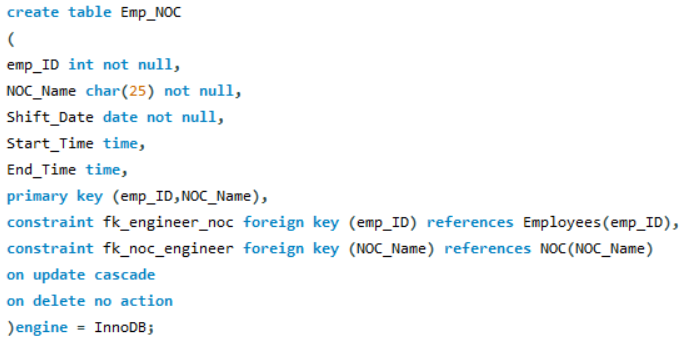 create table Emp_NOC
(
emp_ID int not null,
NOC_Name char(25) not null,
Shift_Date date not null,
Start_Time time,
End_Time time,
primary key (emp_ID,NOC_Name),
constraint fk_engineer_noc foreign key (emp_ID) references Employees(emp_ID),
constraint fk_noc_engineer foreign key (NOC_Name) references NOC(NOC_Name)
on update cascade
on delete no action
)engine = InnoDB;